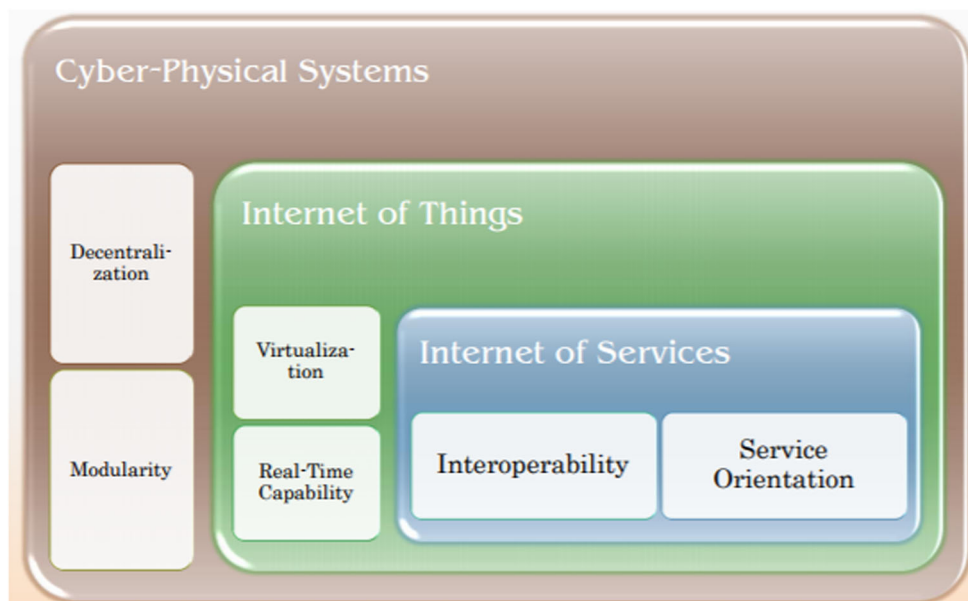 Cyber-Physical Systems
Decentrali-
zation
Modularity
Internet of Things
Virtualiza-
tion
Real-Time
Capability
Internet of Services
Interoperability
Service
Orientation